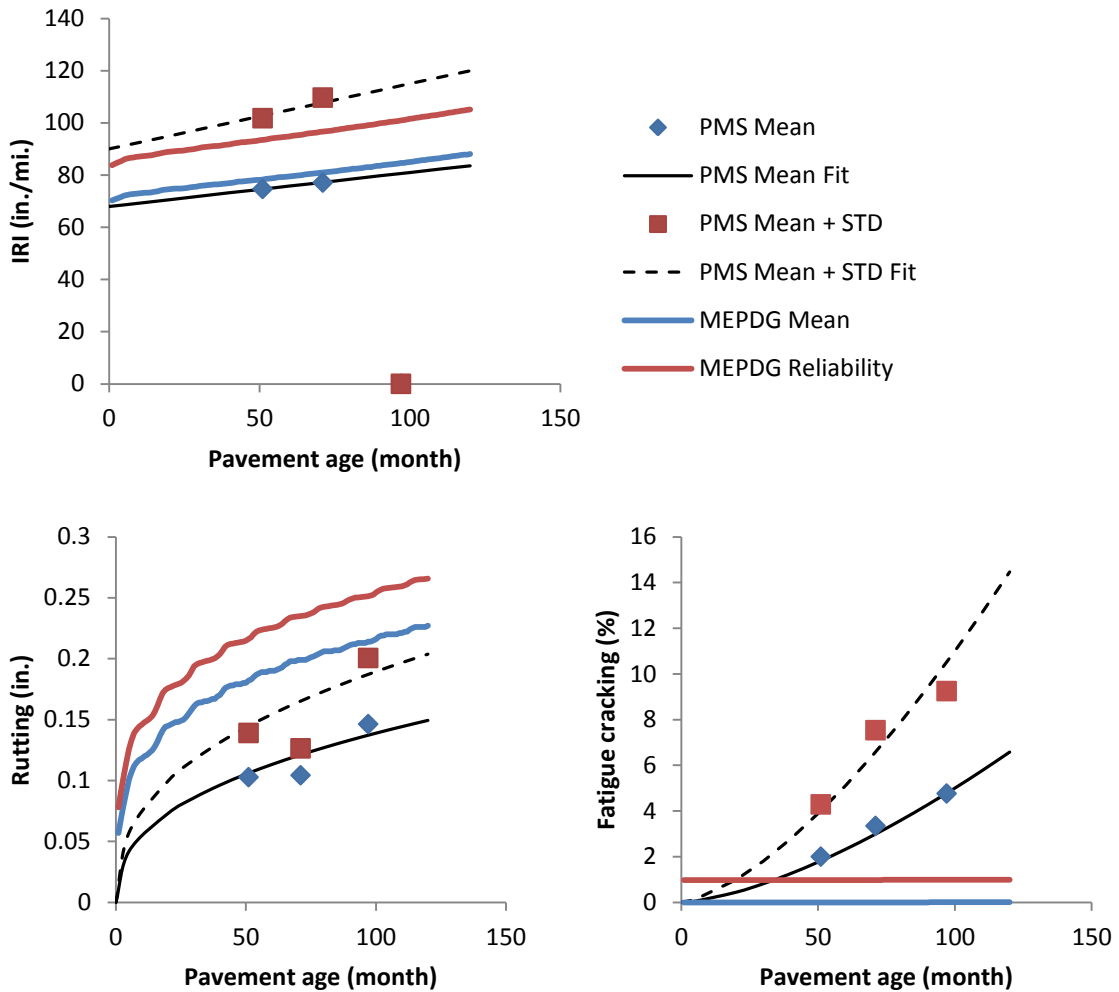 140
120
100
80
60
40
20
0
IRI (in./mi.)
0 50 100 150
Pavement age (month)
PMS Mean
PMS Mean Fit
PMS Mean + STD
PMS Mean + STD Fit
MEPDG Mean
MEPDG Reliability
0.3
0.25
0.2
0.15
0.1
0.05
0
Rutting (in.)
0 50 100 150
Pavement age (month)
16
14
12
10
8
6
4
2
0
Fatigue cracking (%)
0 50 100 150
Pavement age (month)